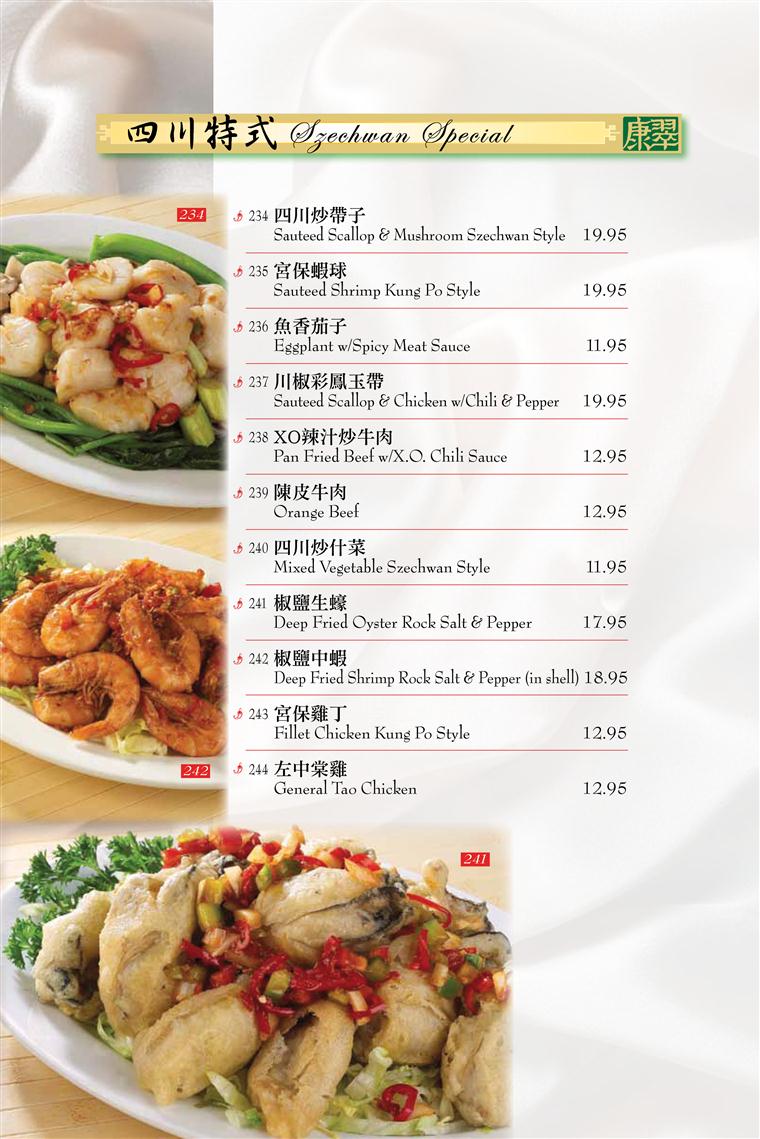 四川特式 Szechwan Special 康翠
234
234 四川炒帶子
Sauteed Scallop & Mushroom Szechwan Style 19.95
235 宮保蝦球
Sauteed Shrimp Kung Po Style 19.95
236 魚香茄子
Eggplant w/Spicy Meat Sauce 11.95
237 川椒彩鳳玉帶
Sauteed Scallop & Chicken w/Chili & Pepper 19.95
238 XO辣汁炒牛肉
Pan Fried Beef w/X.O. Chili Sauce 12.95
239 陳皮牛肉
Orange Beef 12.95
240 四川炒什菜
Mixed Vegetable Szechwan Style 11.95
241 椒鹽生蠔
Deep Fried Oyster Rock Salt & Pepper 17.95
242 椒鹽中蝦
Deep Fried Shrimp Rock Salt & Pepper (in shell) 18.95
243 宮保雞丁
Fillet Chicken Kung Po Style 12.95
242
244 左中棠雞
General Tao Chicken 12.95
241